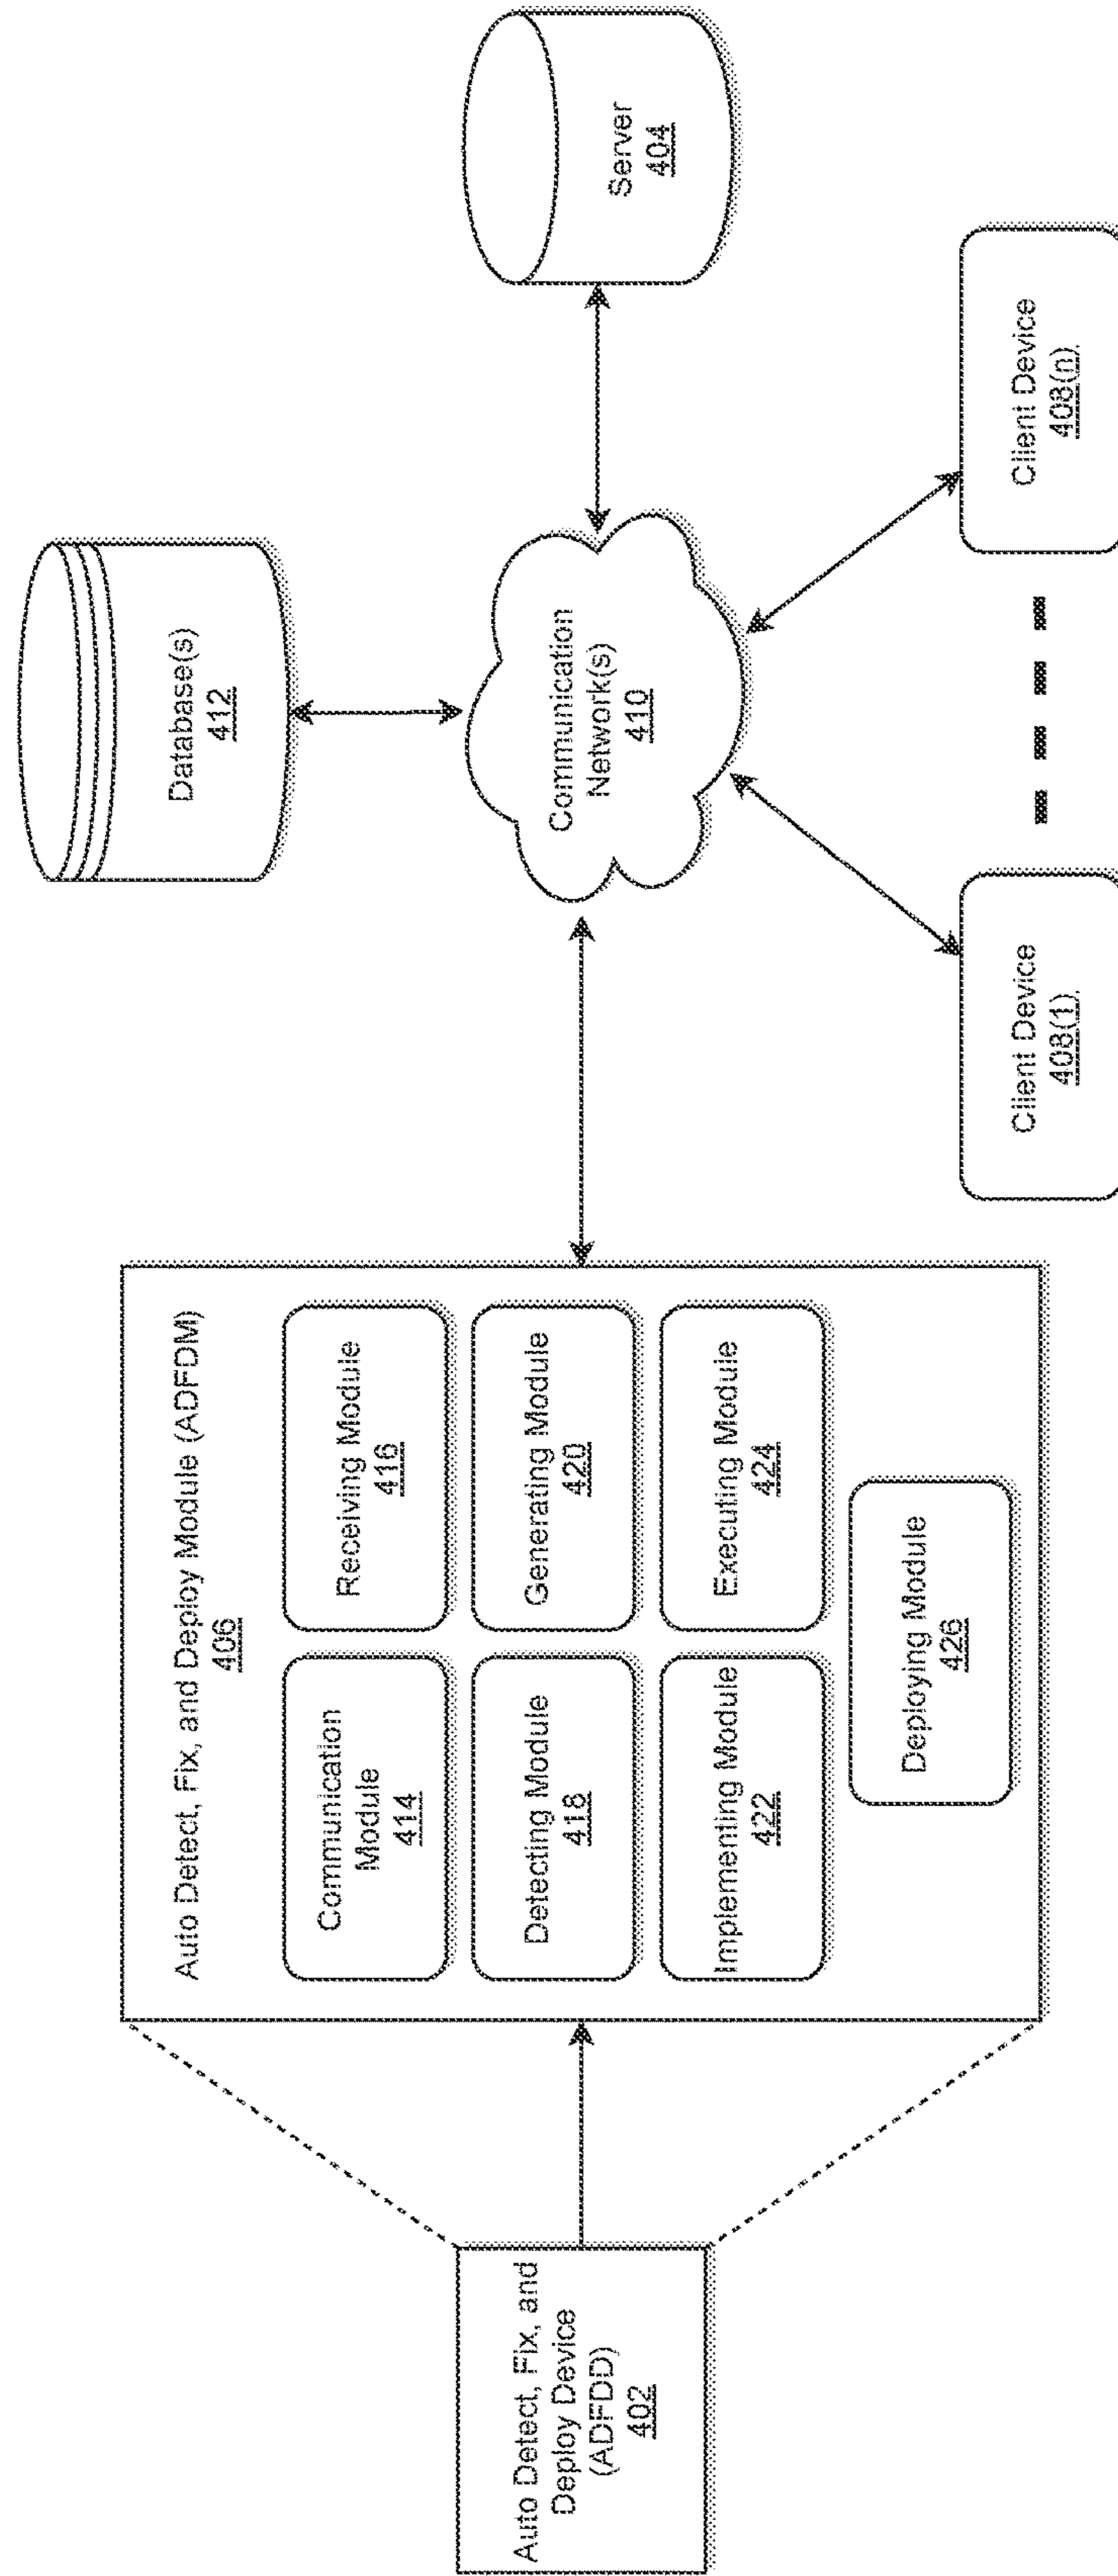 Auto Detect, Fix, and
Deploy Device
(ADFDD)
402
Auto Detect, Fix, and Deploy Module (ADFDM)
406
Communication
Module
414
Receiving Module
416
Detecting Module
418
Generating Module
420
Implementing Module
422
Executing Module
424
Deploying Module
426
Database(s)
412
Communication
Network(s)
410
Server
404
Client Device
408(1)
Client Device
408(n)